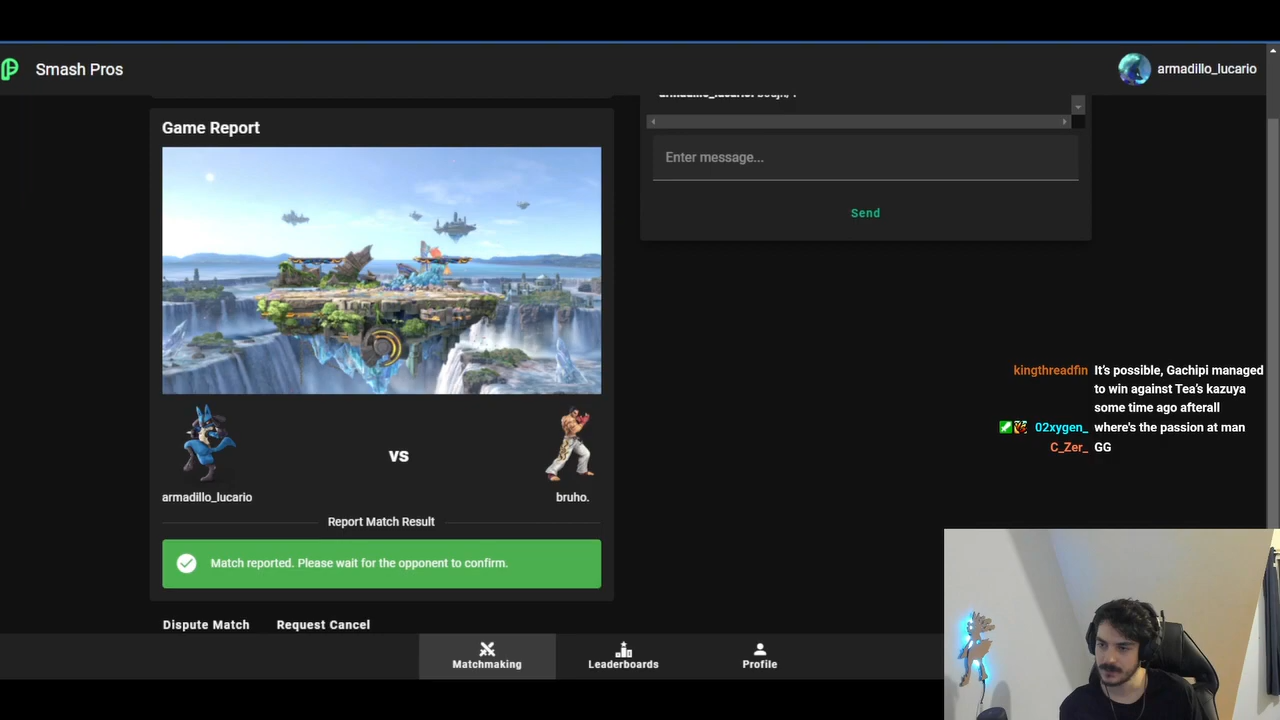 Smash Pros
armadillo_lucario
Game Report
Enter message...
Send
VS
armadillo_lucario
bruho.
Report Match Result
Match reported. Please wait for the opponent to confirm.
Dispute Match
Request Cancel
kingthreadfin It's possible, Gachipi managed
to win against Tea's kazuya
some time ago afterall
02xygen_ where's the passion at man
C_Zer_ GG
Matchmaking
Leaderboards
Profile